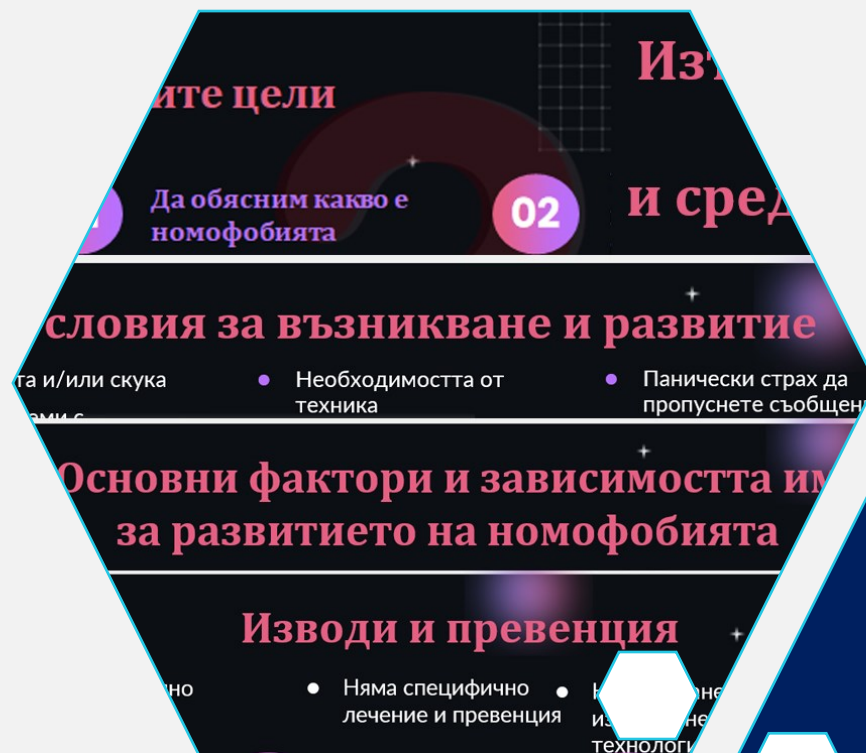 ите цели
Да обясним какво е
номофобията
02
Из
и сред
словия за възникване и развитие
та и/или скука
Необходимостта от
техника
Панически страх да
пропуснете съобщен
Основни фактори и зависимостта им
за развитието на номофобията
Изводи и превенция
но
Няма специфично
лечение и превенция
технологи